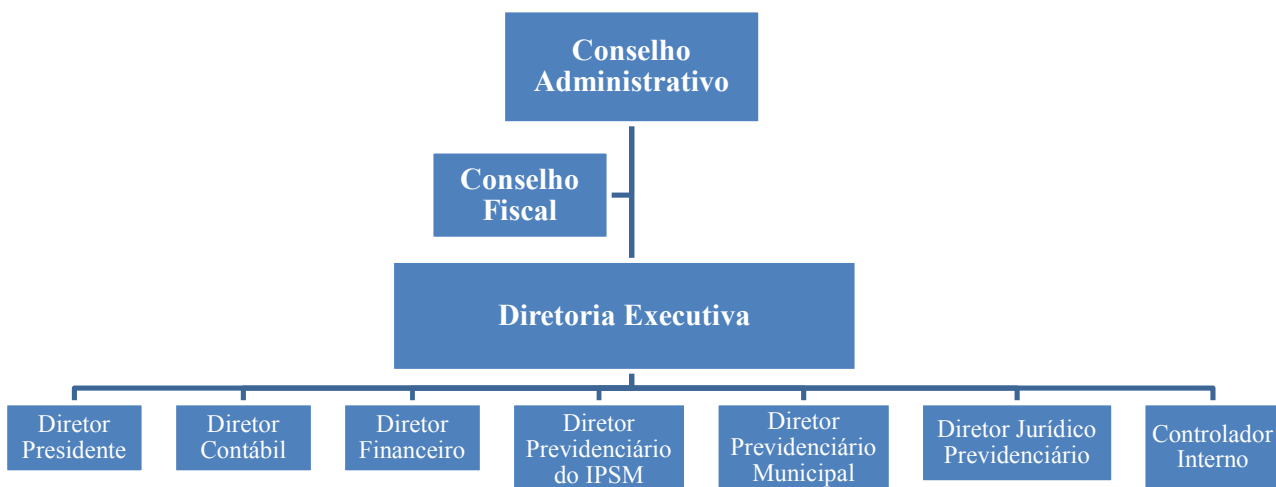 Conselho
Administrativo
Conselho
Fiscal
Diretoria Executiva
Diretor
Presidente
Diretor
Contábil
Diretor
Financeiro
Diretor
Previdenciário
do IPSM
Diretor
Previdenciário
Municipal
Diretor Jurídico
Previdenciário
Controlador
Interno